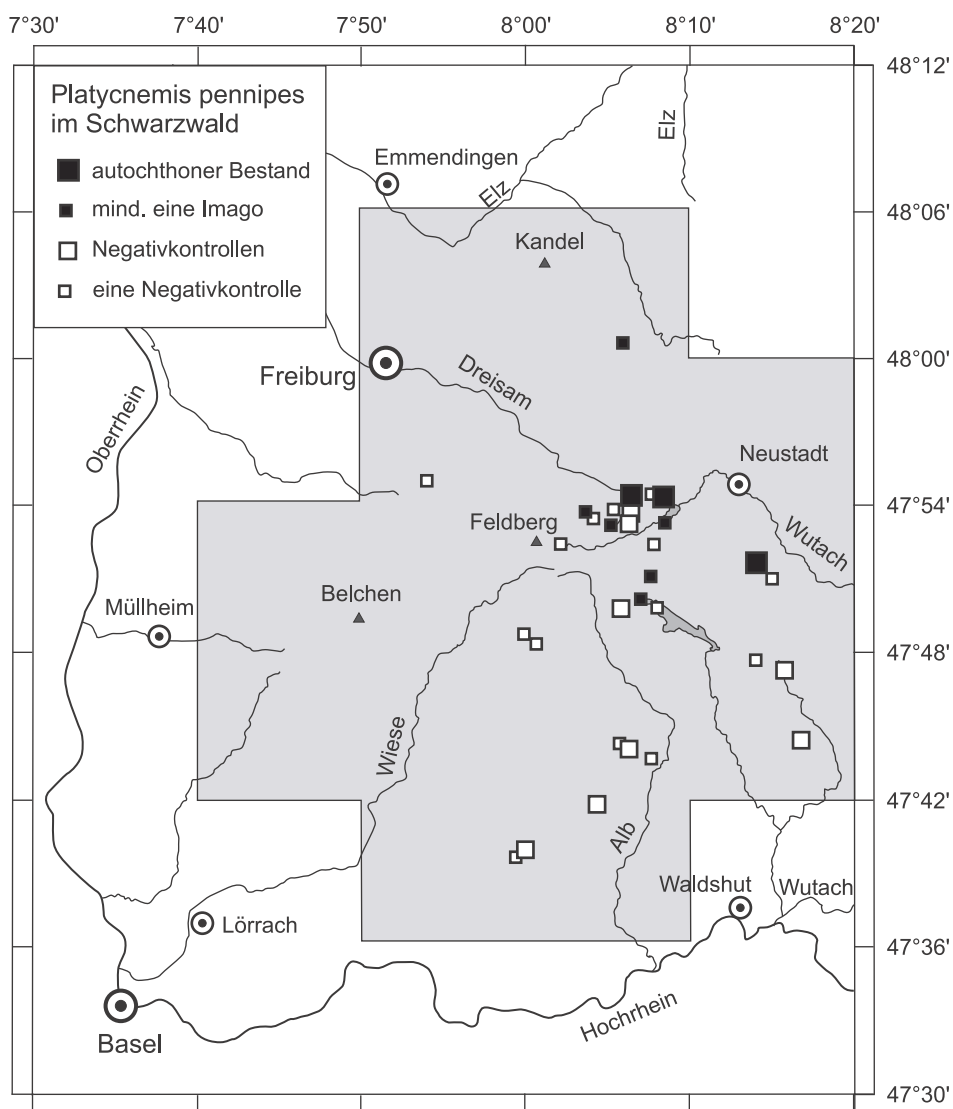 7°30' 7°40' 7°50' 8°00' 8°10' 8°20'
48°12'
48°06'
48°00'
47°54'
47°48'
47°42'
47°36'
47°30'
Platycnemis pennipes
im Schwarzwald
autochthoner Bestand
mind. eine Imago
Negativkontrollen
eine Negativkontrolle
Emmendingen
Elz
Elz
Kandel
Freiburg
Dreisam
Oberrhein
Neustadt
Feldberg
Wutach
Belchen
Müllheim
Wiese
Alb
Waldshut
Wutach
Lörrach
Hochrhein
Basel